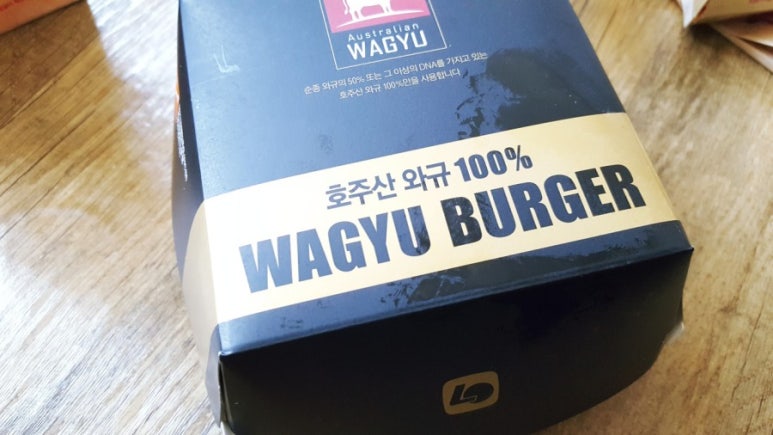 Australian
WAGYU
순종 와규의 50% 또는 그 이상의 DNA를 가지고 있는
호주산 와규 100%만을 사용합니다
호주산 와규 100%
WAGYU BURGER